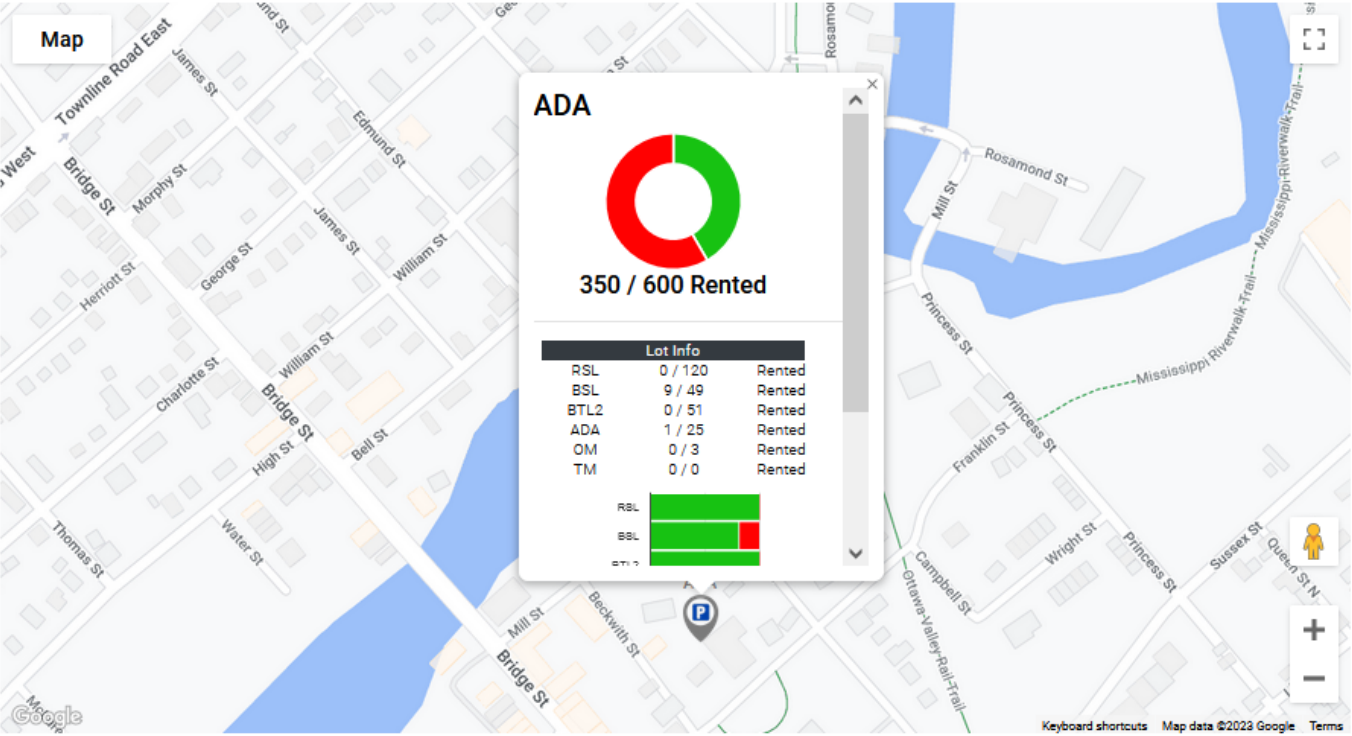 Map
Townline Road East
James St
Edmund St
Rosamond St
s West
Bridge St
Morphy St
James St
George St
William St
Herriott St
William St
Charlotte St
Bridge St
High St
Bell St
Thomas St
Water St
Mill St
Beckwith St
Bridge St
ADA
350 / 600 Rented
Lot Info
RSL 0 / 120 Rented
BSL 9 / 49 Rented
BTL2 0 / 51 Rented
ADA 1 / 25 Rented
OM 0 / 3 Rented
TM 0 / 0 Rented
RSL
BSL
BTL2
P
Mill St
Princess St
Mississippi-Riverwalk-Trail
Mississippi Riverwalk-Trail
Princess St
Franklin St
Wright St
Princess St
Sussex St
Queen St N
Campbell St
Ottawa-Valley-Rail-Trail
Google
Keyboard shortcuts Map data ©2023 Google Terms